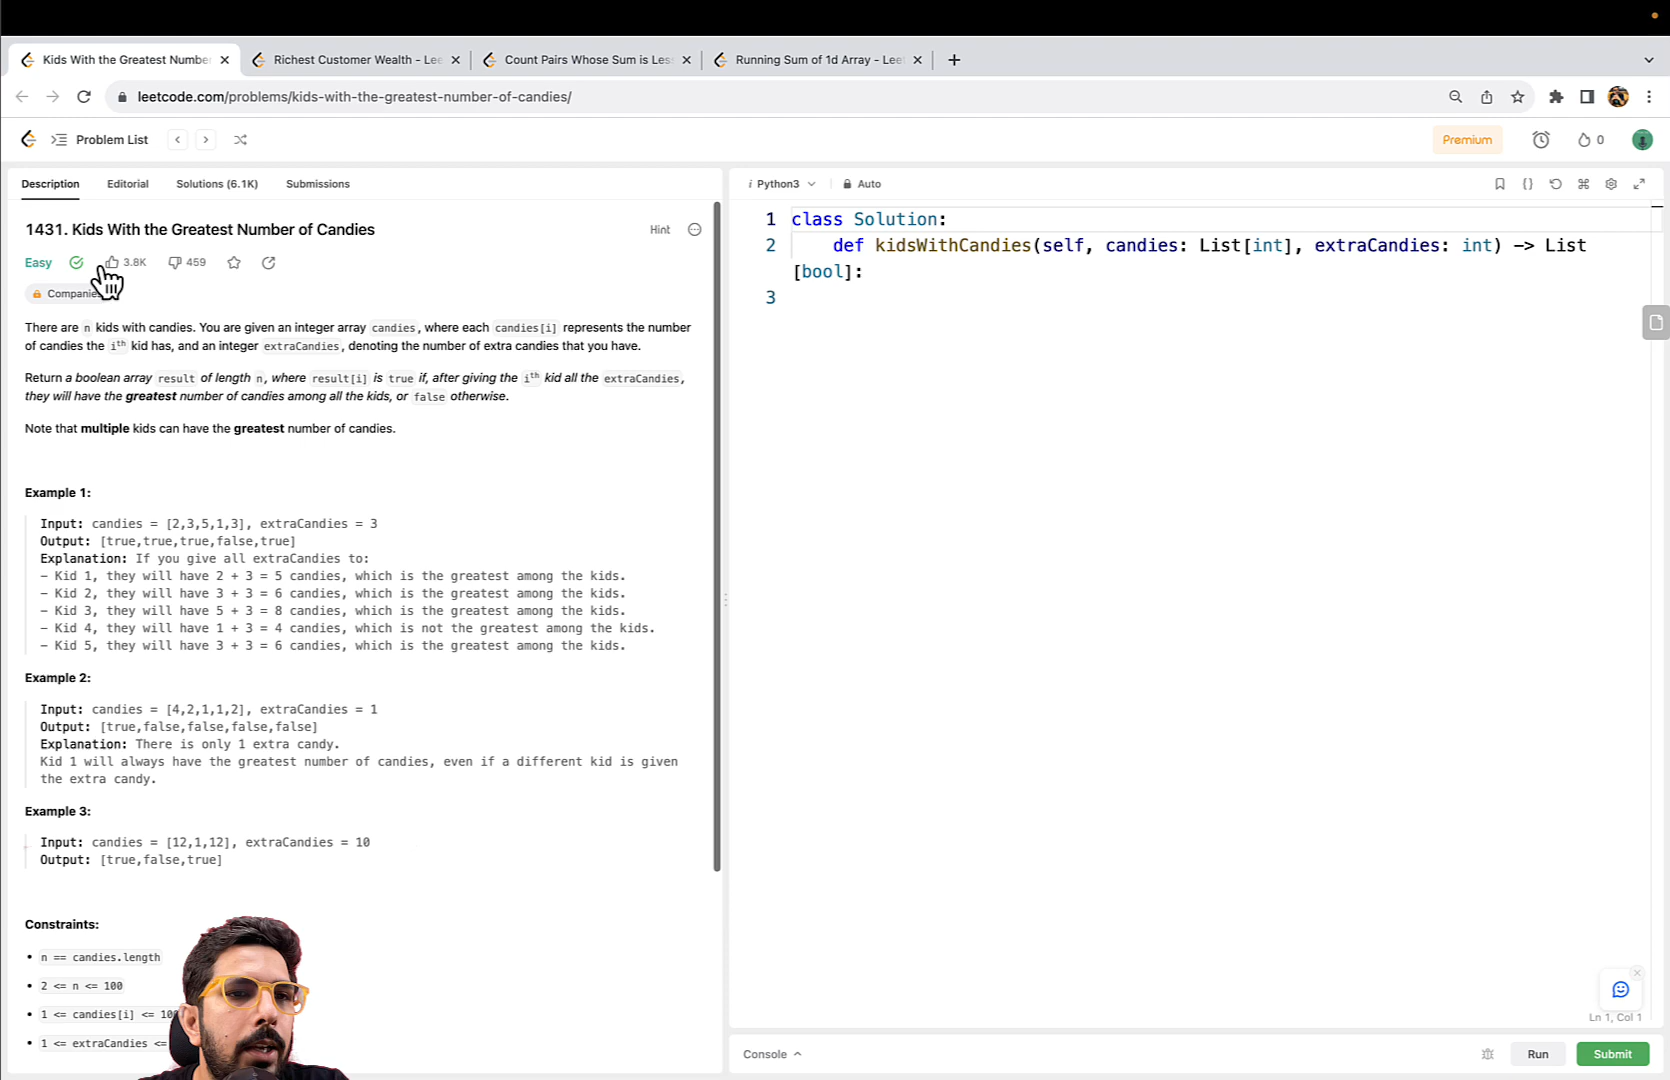 Kids With the Greatest Numbe
Richest Customer Wealth - Lee
Count Pairs Whose Sum is Les
Running Sum of 1d Array - Lee
leetcode.com/problems/kids-with-the-greatest-number-of-candies/
Problem List
Premium
0
Description
Editorial
Solutions (6.1K)
Submissions
1431. Kids With the Greatest Number of Candies
Hint
Easy
3.8K
459
Companies
There are n kids with candies. You are given an integer array candies, where each candies[i] represents the number
of candies the ith kid has, and an integer extraCandies, denoting the number of extra candies that you have.
Return a boolean array result of length n, where result[i] is true if, after giving the ith kid all the extraCandies,
they will have the greatest number of candies among all the kids, or false otherwise.
Note that multiple kids can have the greatest number of candies.
Example 1:
Input: candies = [2,3,5,1,3], extraCandies = 3
Output: [true,true,true,false,true]
Explanation: If you give all extraCandies to:
- Kid 1, they will have 2 + 3 = 5 candies, which is the greatest among the kids.
- Kid 2, they will have 3 + 3 = 6 candies, which is the greatest among the kids.
- Kid 3, they will have 5 + 3 = 8 candies, which is the greatest among the kids.
- Kid 4, they will have 1 + 3 = 4 candies, which is not the greatest among the kids.
- Kid 5, they will have 3 + 3 = 6 candies, which is the greatest among the kids.
Example 2:
Input: candies = [4,2,1,1,2], extraCandies = 1
Output: [true,false,false,false,false]
Explanation: There is only 1 extra candy.
Kid 1 will always have the greatest number of candies, even if a different kid is given
the extra candy.
Example 3:
Input: candies = [12,1,12], extraCandies = 10
Output: [true,false,true]
Constraints:
n == candies.length
2 <= n <= 100
1 <= candies[i] <= 100
1 <= extraCandies <=
i Python3
Auto
1 class Solution:
2 def kidsWithCandies(self, candies: List[int], extraCandies: int) -> List
[bool]:
3
Ln 1, Col 1
Console
Run
Submit